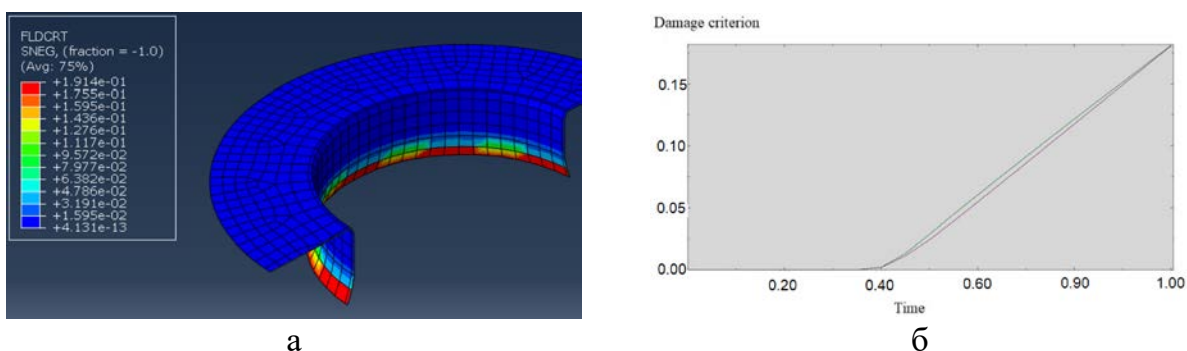 FLDCRT
SNEG, (fraction = -1.0)
(Avg: 75%)
+1.914e-01
+1.755e-01
+1.595e-01
+1.436e-01
+1.276e-01
+1.117e-01
+9.572e-02
+7.977e-02
+6.382e-02
+4.786e-02
+3.191e-02
+1.595e-02
+4.131e-13
а
Damage criterion
0.15
0.10
0.05
0.00
0.20 0.40 0.60 0.90 1.00
Time
б